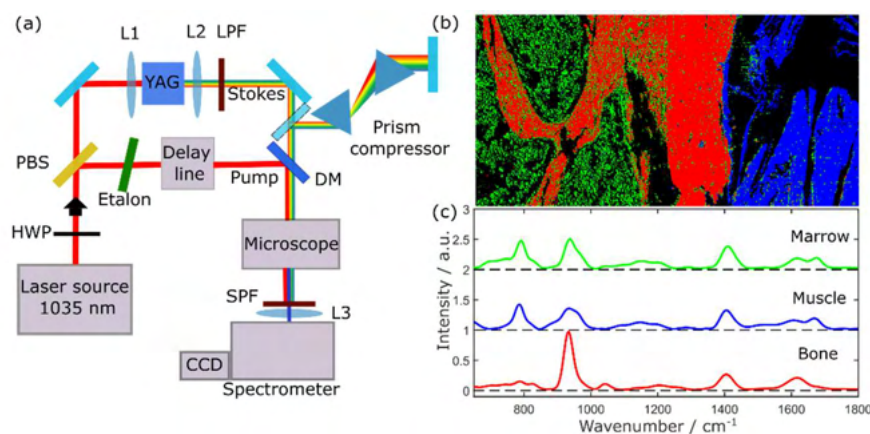 (a)
L1
L2
LPF
YAG
Stokes
Prism
compressor
PBS
Delay
line
Pump
DM
Etalon
HWP
Microscope
Laser source
1035 nm
SPF
L3
CCD
Spectrometer
(b)
(c)
3
2.5
2
1.5
1
0.5
0
Intensity / a.u.
Marrow
Muscle
Bone
800
1000
1200
1400
1600
1800
Wavenumber / cm⁻¹